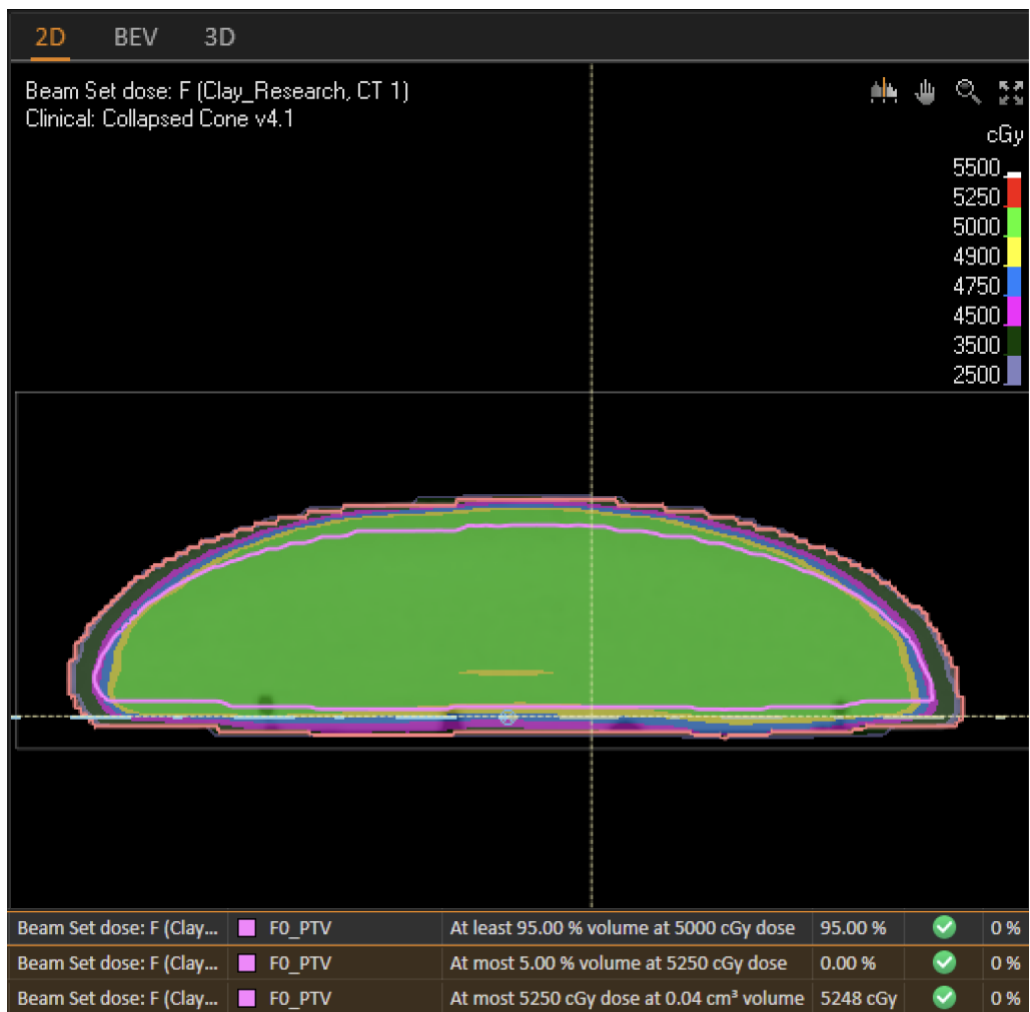 2D BEV 3D
Beam Set dose: F (Clay_Research, CT 1)
Clinical: Collapsed Cone v4.1
cGy
5500
5250
5000
4900
4750
4500
3500
2500
Beam Set dose: F (Clay... F0_PTV At least 95.00 % volume at 5000 cGy dose 95.00 % 0 %
Beam Set dose: F (Clay... F0_PTV At most 5.00 % volume at 5250 cGy dose 0.00 % 0 %
Beam Set dose: F (Clay... F0_PTV At most 5250 cGy dose at 0.04 cm³ volume 5248 cGy 0 %